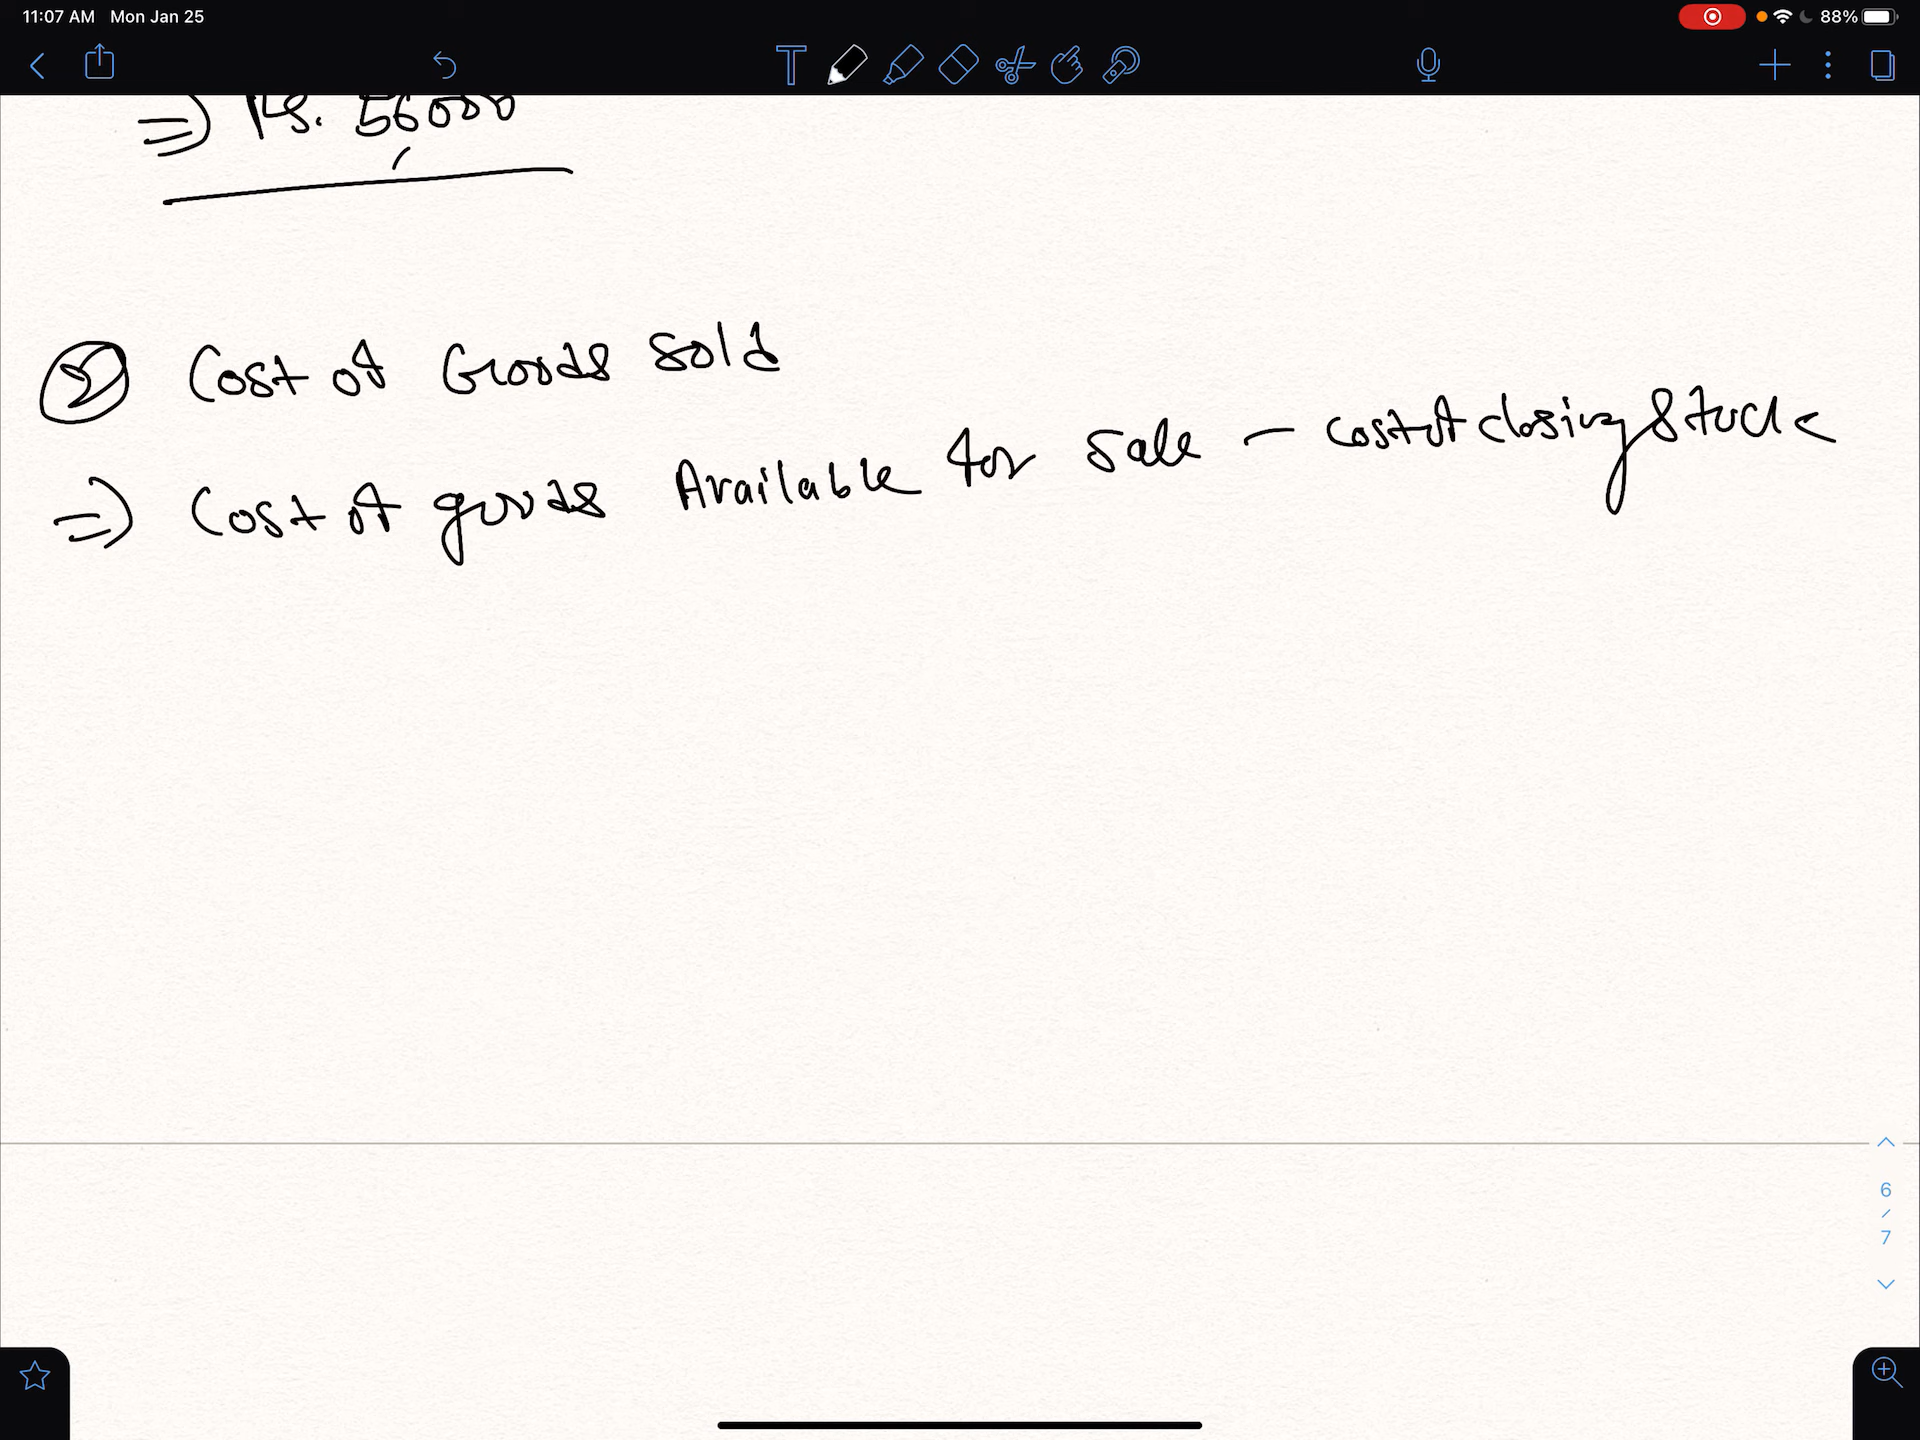 11:07 AM Mon Jan 25
88%
T
=) Rs. 56000
② Cost of Goods Sold
=) Cost of goods Available for sale - cost of closing Stock
6
/
7